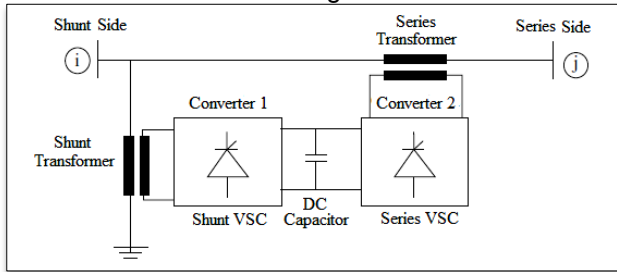 Shunt Side
Series
Transformer
Series Side
i
j
Converter 1
Converter 2
Shunt
Transformer
DC
Capacitor
Shunt VSC
Series VSC